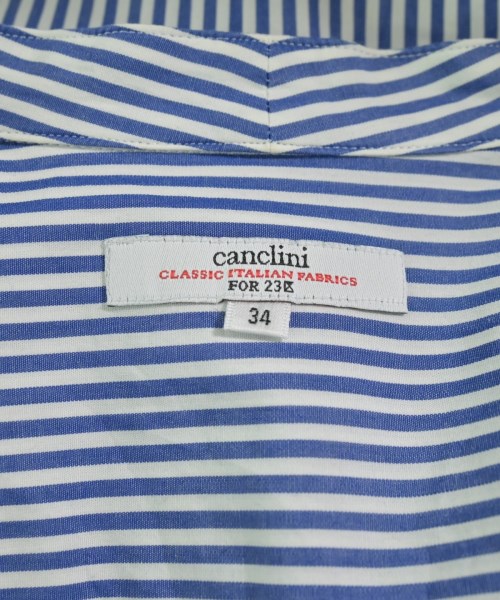 canclini
CLASSIC ITALIAN FABRICS
FOR 23区
34